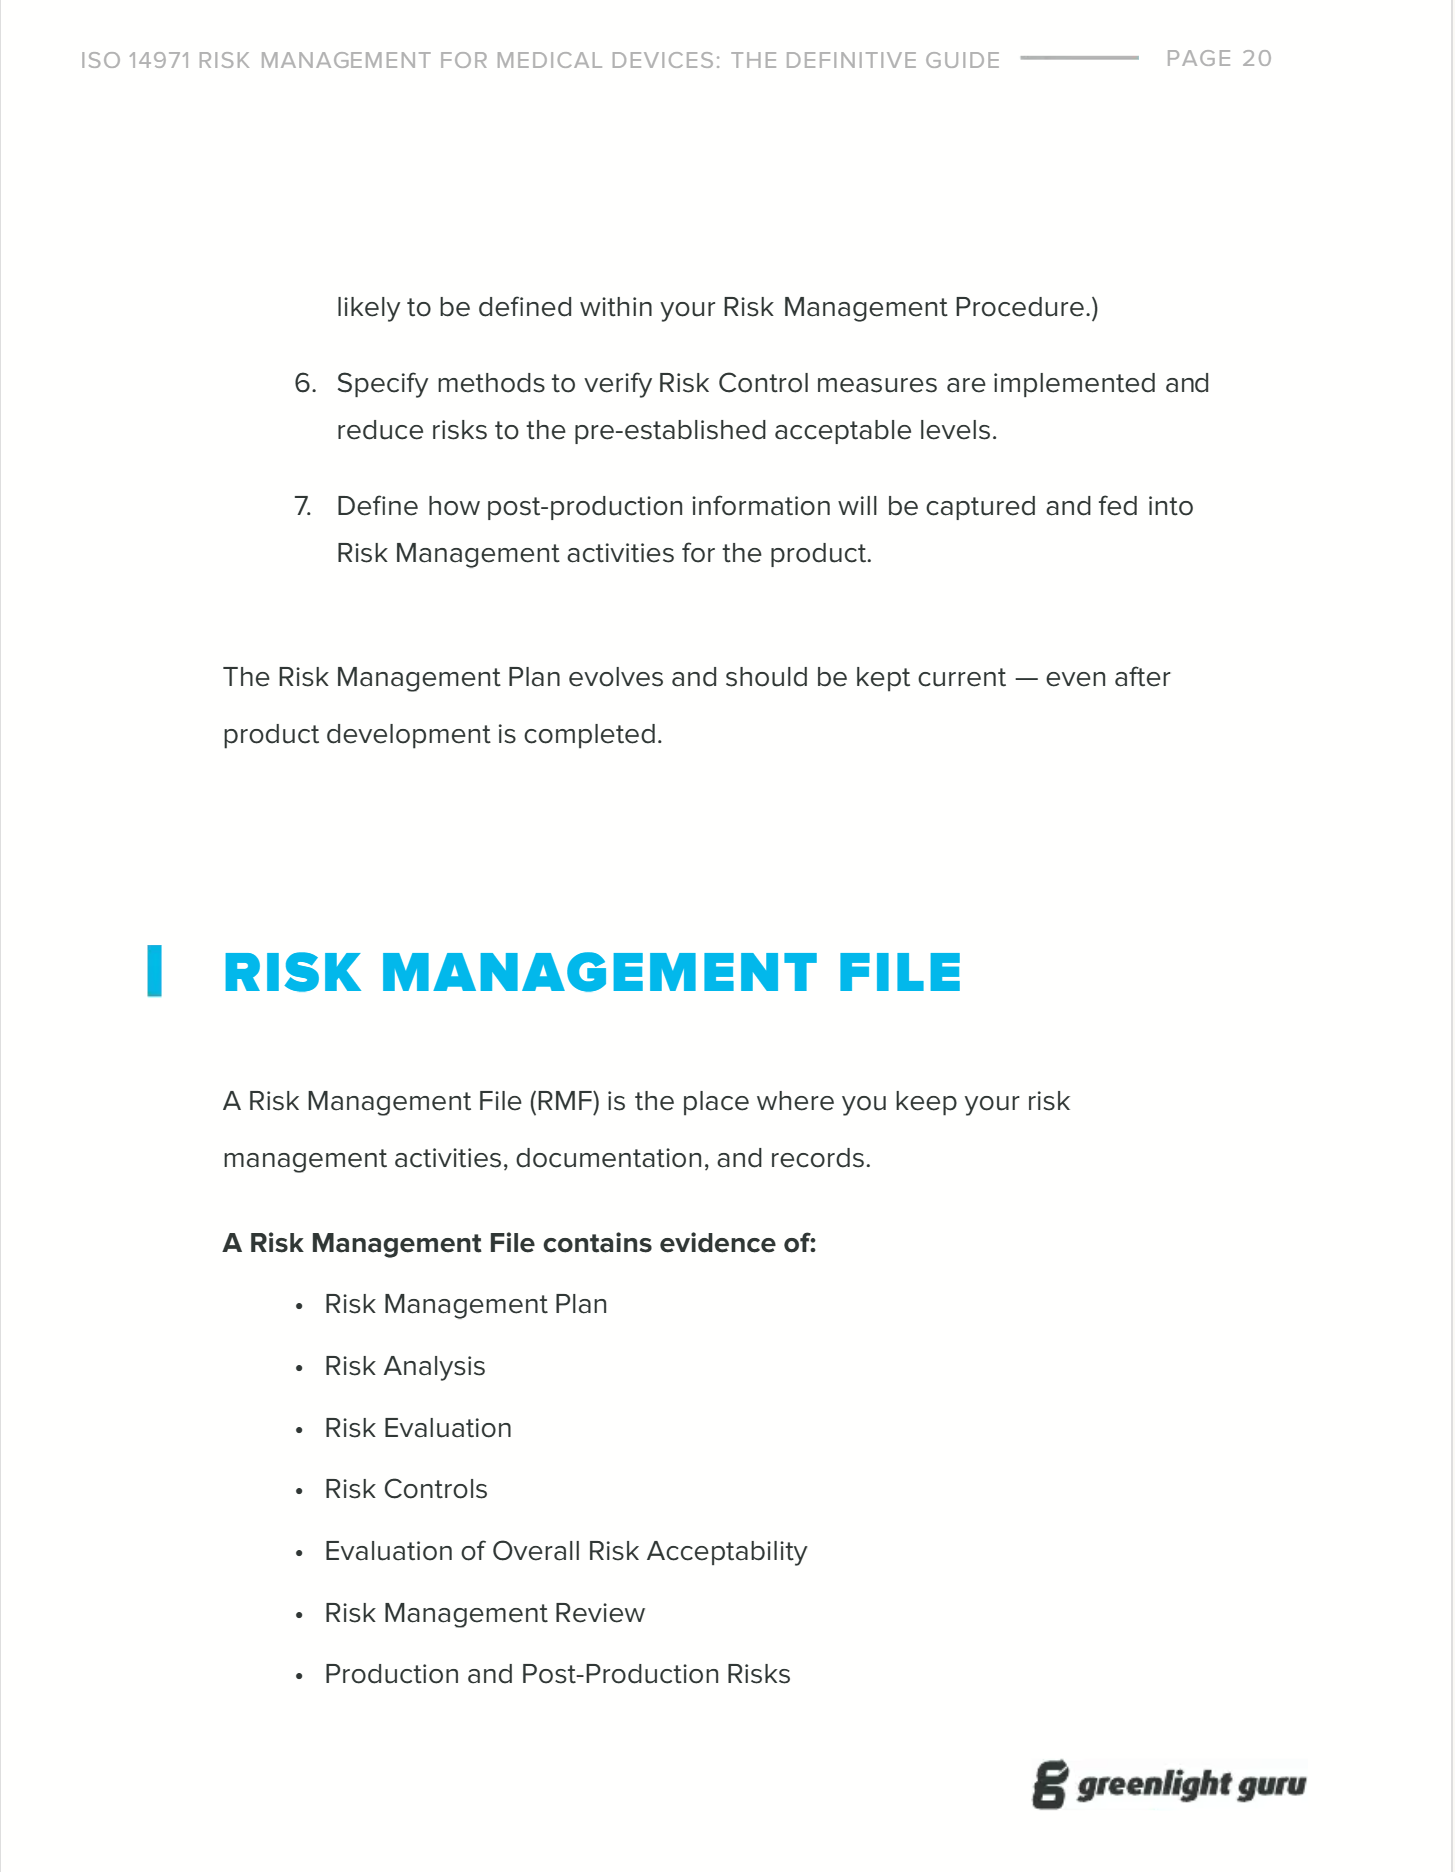 ISO 14971 RISK MANAGEMENT FOR MEDICAL DEVICES: THE DEFINITIVE GUIDE PAGE 20
likely to be defined within your Risk Management Procedure.)
6. Specify methods to verify Risk Control measures are implemented and
reduce risks to the pre-established acceptable levels.
7. Define how post-production information will be captured and fed into
Risk Management activities for the product.
The Risk Management Plan evolves and should be kept current — even after
product development is completed.
RISK MANAGEMENT FILE
A Risk Management File (RMF) is the place where you keep your risk
management activities, documentation, and records.
A Risk Management File contains evidence of:
• Risk Management Plan
• Risk Analysis
• Risk Evaluation
• Risk Controls
• Evaluation of Overall Risk Acceptability
• Risk Management Review
• Production and Post-Production Risks
greenlight guru